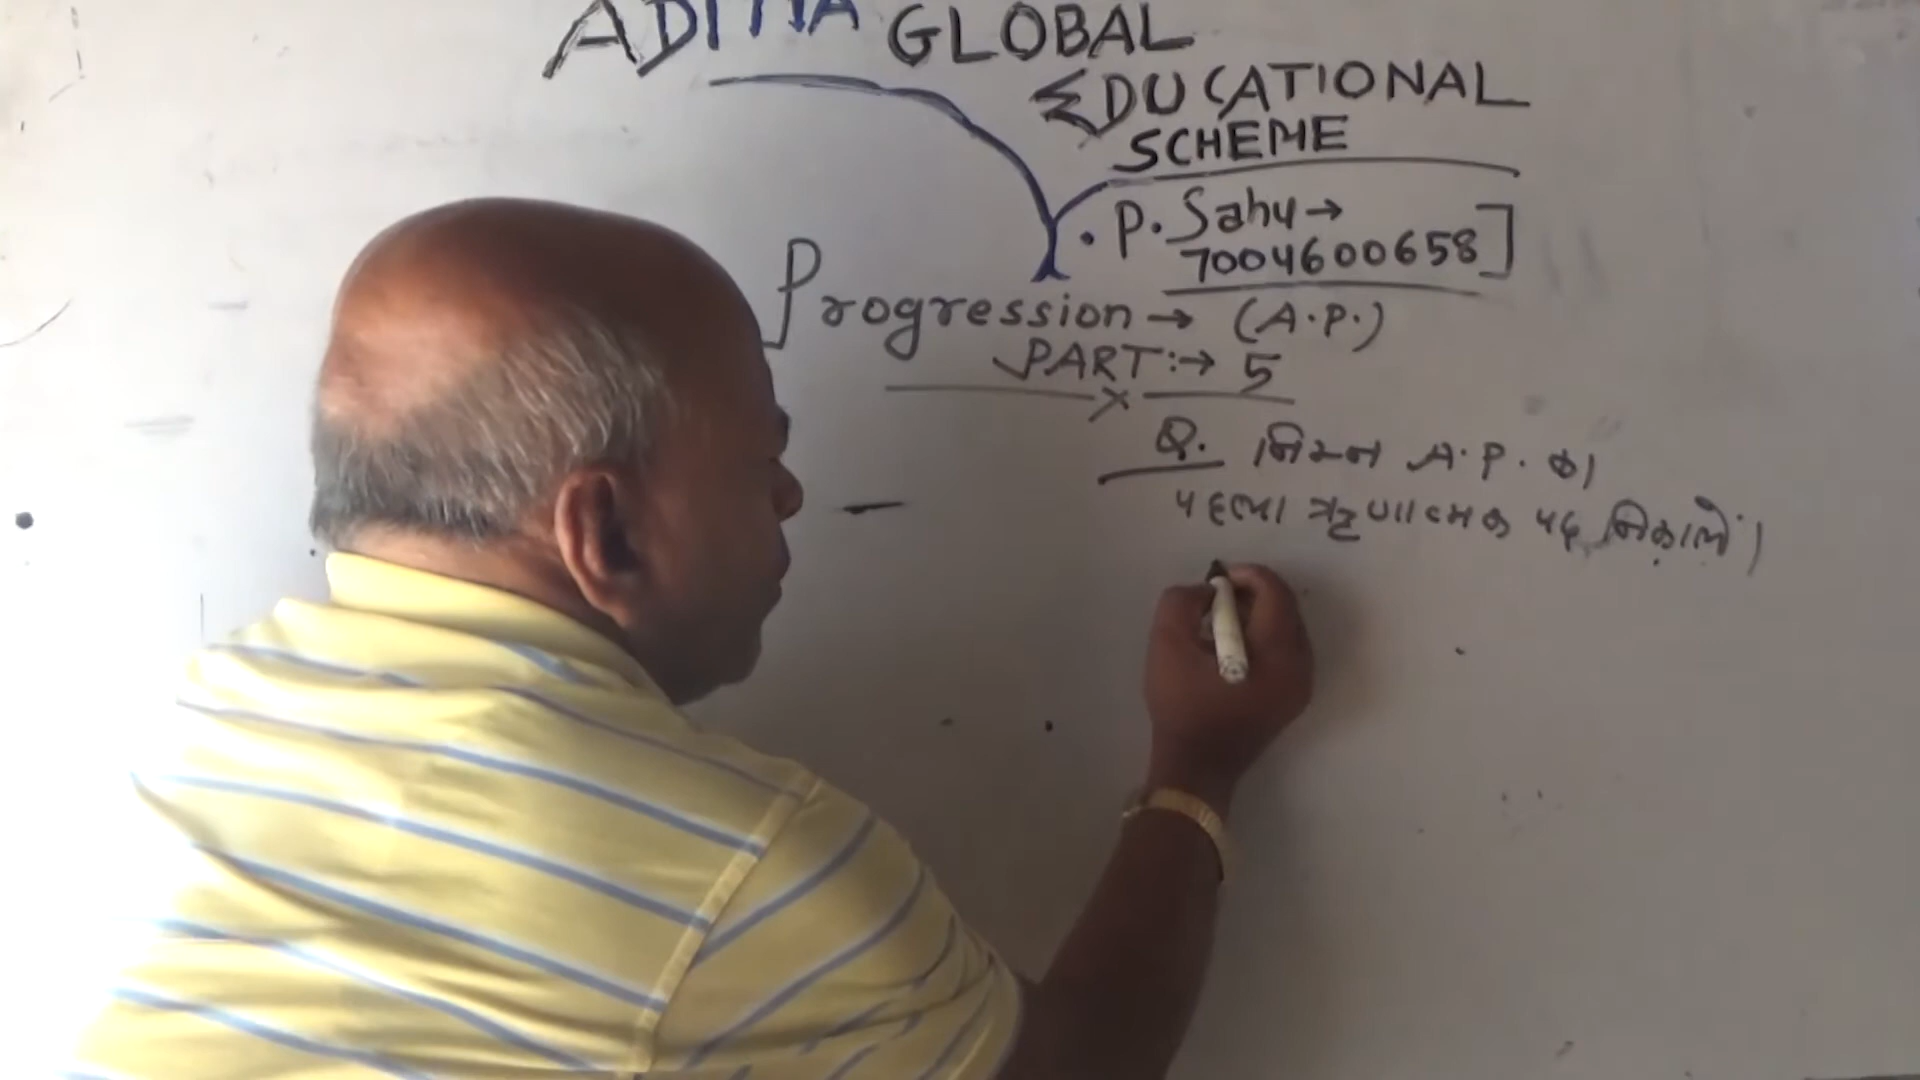 ADITYA GLOBAL
EDUCATIONAL
SCHEME
. P. Sahu →
7004600658]
Progression → (A.P.)
PART :→ 5
Q. निम्न A.P. का
पहला ऋणात्मक पद निकालें।